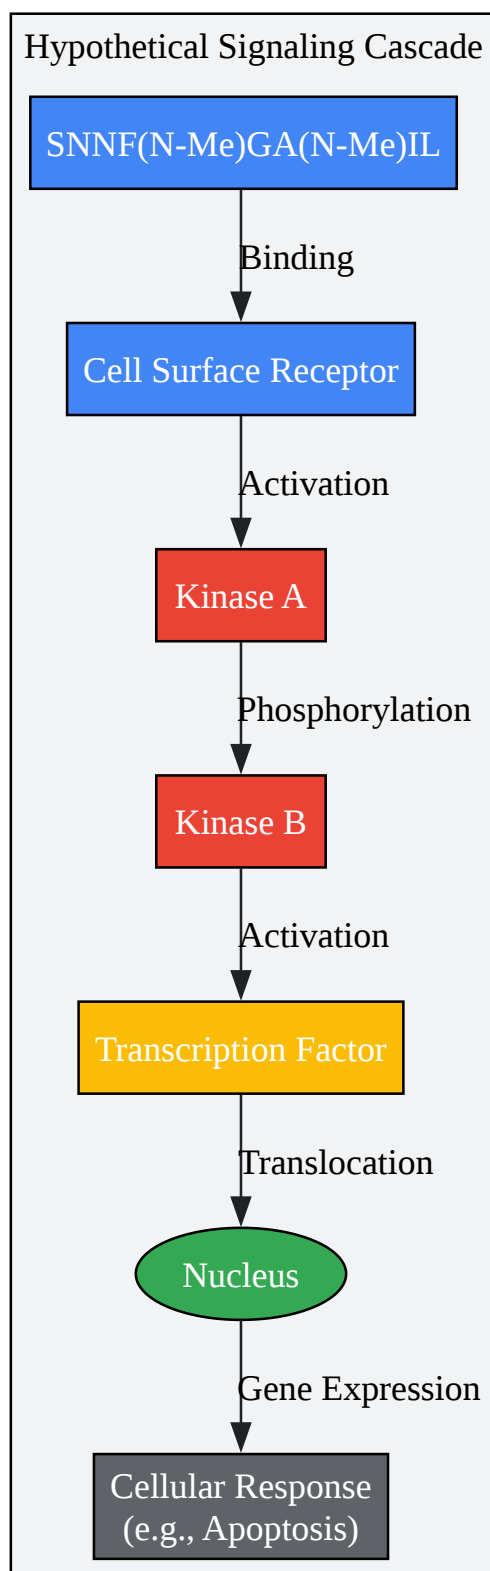 Hypothetical Signaling Cascade
SNNF(N-Me)GA(N-Me)IL
Binding
Cell Surface Receptor
Activation
Kinase A
Phosphorylation
Kinase B
Activation
Transcription Factor
Translocation
Nucleus
Gene Expression
Cellular Response
(e.g., Apoptosis)